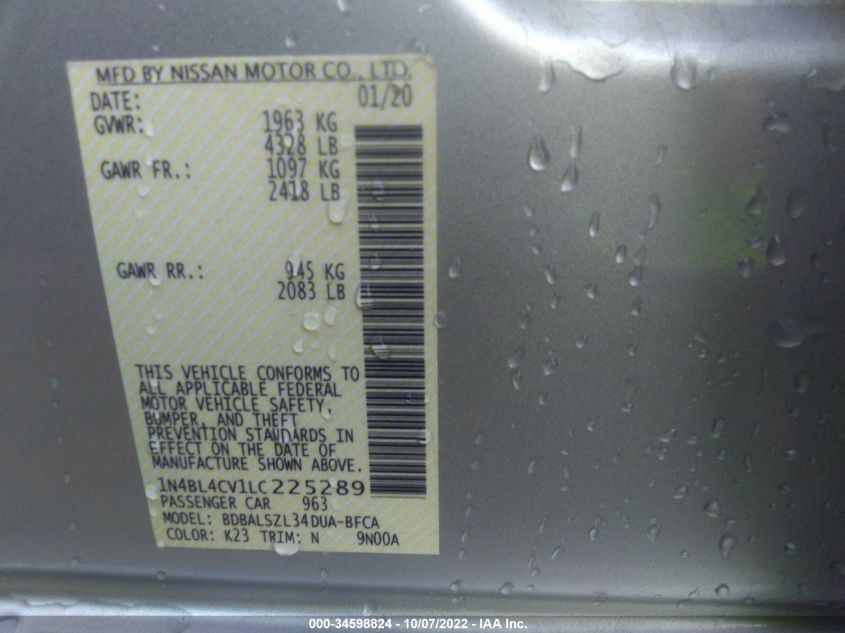 MFD BY NISSAN MOTOR CO., LTD.
DATE: 01/20
GVWR: 1963 KG
4328 LB
GAWR FR.: 1097 KG
2418 LB
GAWR RR.: 945 KG
2083 LB
THIS VEHICLE CONFORMS TO
ALL APPLICABLE FEDERAL
MOTOR VEHICLE SAFETY,
BUMPER, AND THEFT
PREVENTION STANDARDS IN
EFFECT ON THE DATE OF
MANUFACTURE SHOWN ABOVE.
1N4BL4CV1LC225289
PASSENGER CAR 963
MODEL: BDBALSZL34DUA-BFCA
COLOR: K23 TRIM: N 9N00A
000-34598824 - 10/07/2022 - IAA Inc.